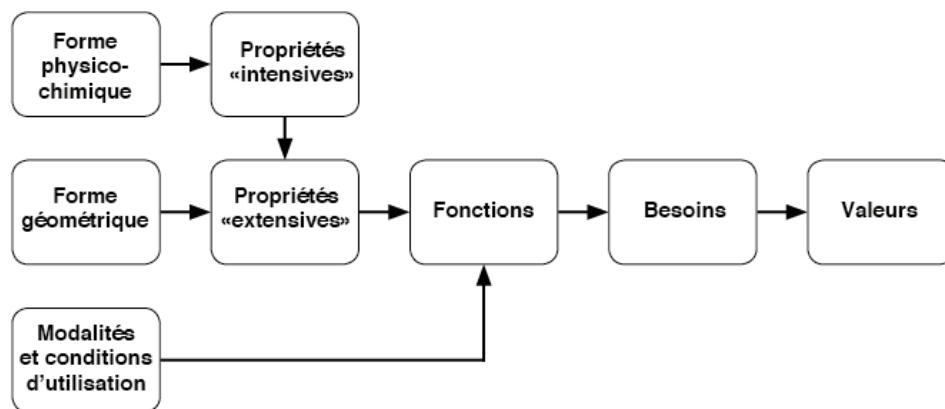 Forme
physico-
chimique
Propriétés
«intensives»
Forme
géométrique
Propriétés
«extensives»
Fonctions
Besoins
Valeurs
Modalités
et conditions
d'utilisation